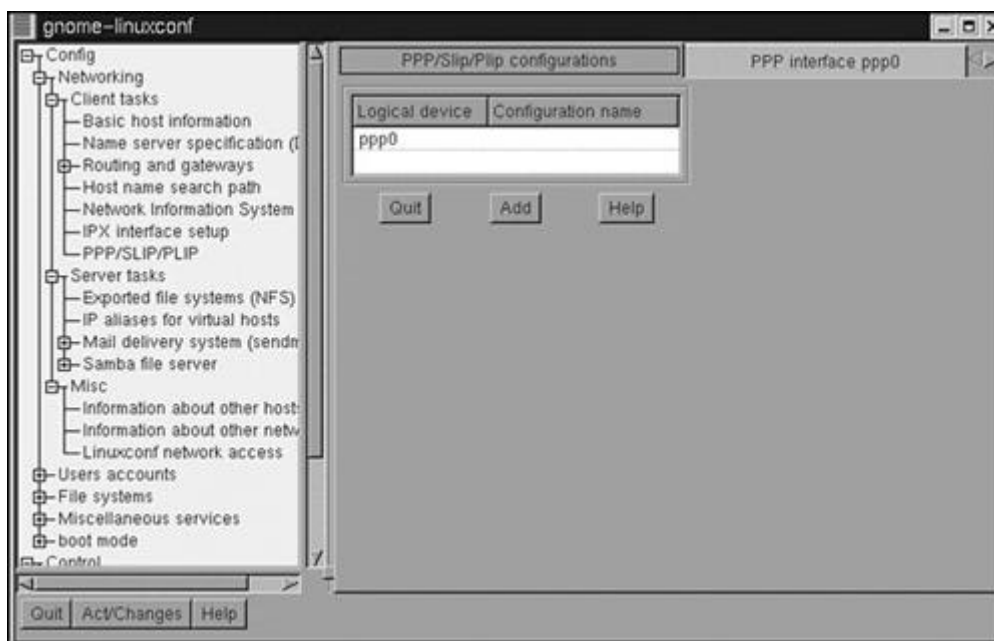 gnome-linuxconf
Config
Networking
Client tasks
Basic host information
Name server specification (
Routing and gateways
Host name search path
Network Information System
IPX interface setup
PPP/SLIP/PLIP
Server tasks
Exported file systems (NFS)
IP aliases for virtual hosts
Mail delivery system (sendm
Samba file server
Misc
Information about other hosts
Information about other netw
Linuxconf network access
Users accounts
File systems
Miscellaneous services
boot mode
Control
Quit Act/Changes Help
PPP/Slip/Plip configurations
PPP interface ppp0
Logical device Configuration name
ppp0
Quit Add Help